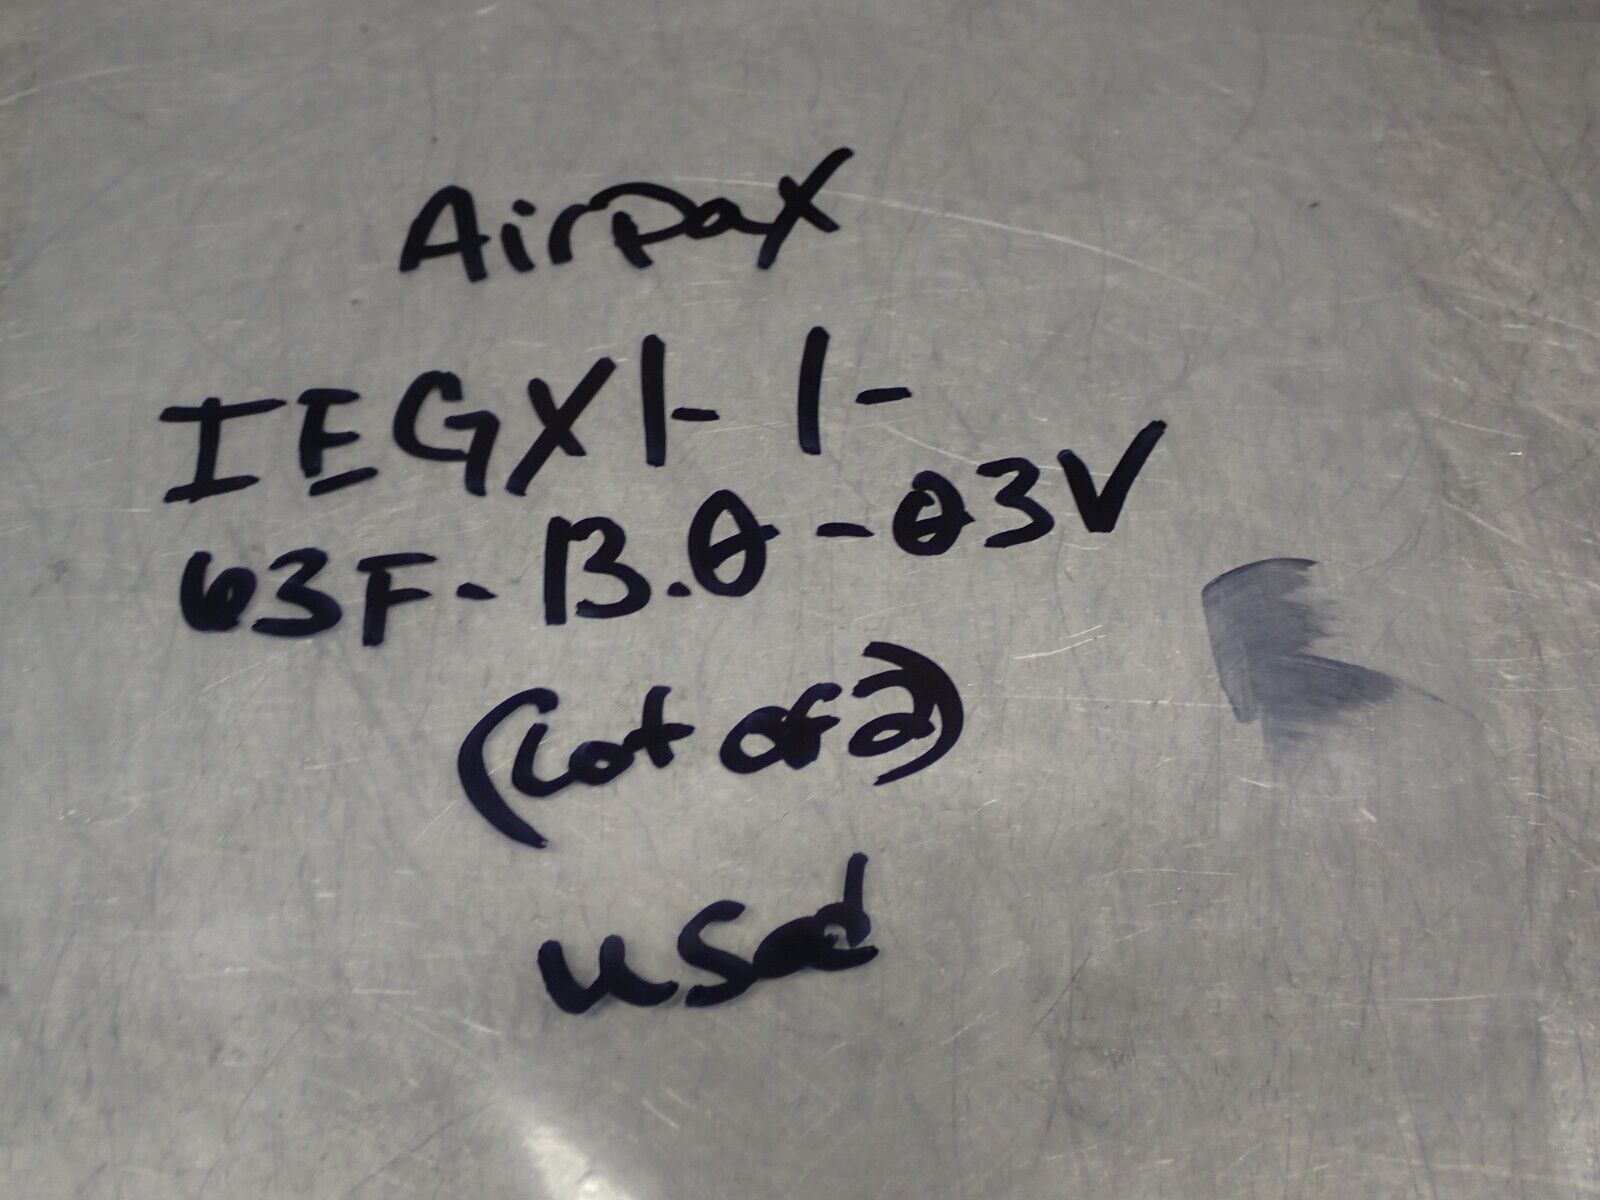 Airpax
IEGX1-1-
63F-13.0-03V
(Lot of 2)
used